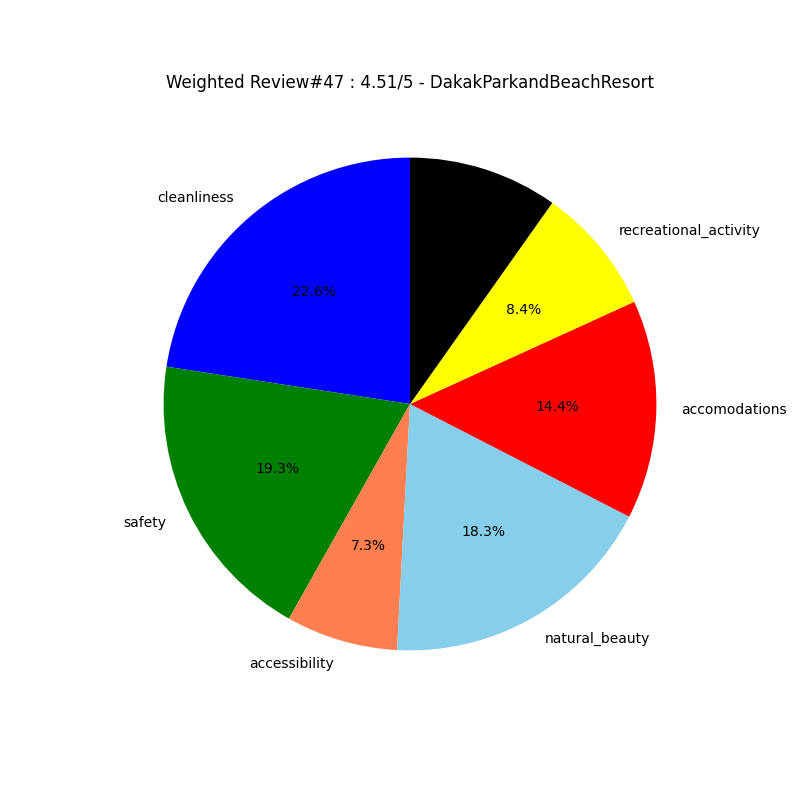 Weighted Review#47 : 4.51/5 - DakakParkandBeachResort
cleanliness
22.6%
recreational_activity
8.4%
accomodations
14.4%
safety
19.3%
natural_beauty
18.3%
accessibility
7.3%